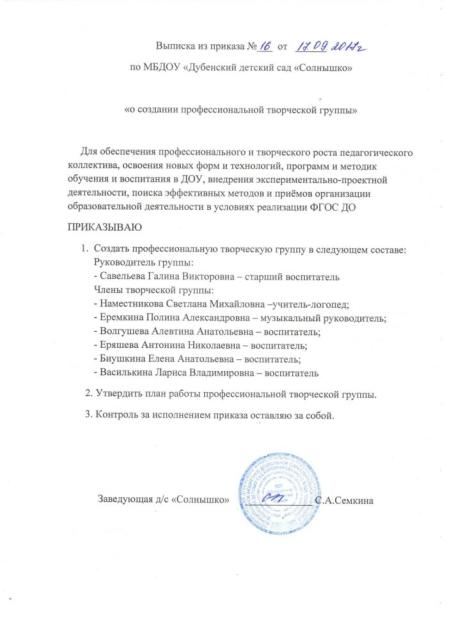 Выписка из приказа № 16 от 17.09.2017г
по МБДОУ «Дубенский детский сад «Солнышко»
«о создании профессиональной творческой группы»
Для обеспечения профессионального и творческого роста педагогического
коллектива, освоения новых форм и технологий, программ и методик
обучения и воспитания в ДОУ, внедрения экспериментально-проектной
деятельности, поиска эффективных методов и приёмов организации
образовательной деятельности в условиях реализации ФГОС ДО
ПРИКАЗЫВАЮ
1. Создать профессиональную творческую группу в следующем составе:
Руководитель группы:
- Савельева Галина Викторовна – старший воспитатель
Члены творческой группы:
- Наместникова Светлана Михайловна –учитель-логопед;
- Еремкина Полина Александровна – музыкальный руководитель;
- Волгушева Алевтина Анатольевна – воспитатель;
- Еряшева Антонина Николаевна – воспитатель;
- Биушкина Елена Анатольевна – воспитатель;
- Василькина Лариса Владимировна – воспитатель
2. Утвердить план работы профессиональной творческой группы.
3. Контроль за исполнением приказа оставляю за собой.
Заведующая д/с «Солнышко» С.А.Семкина